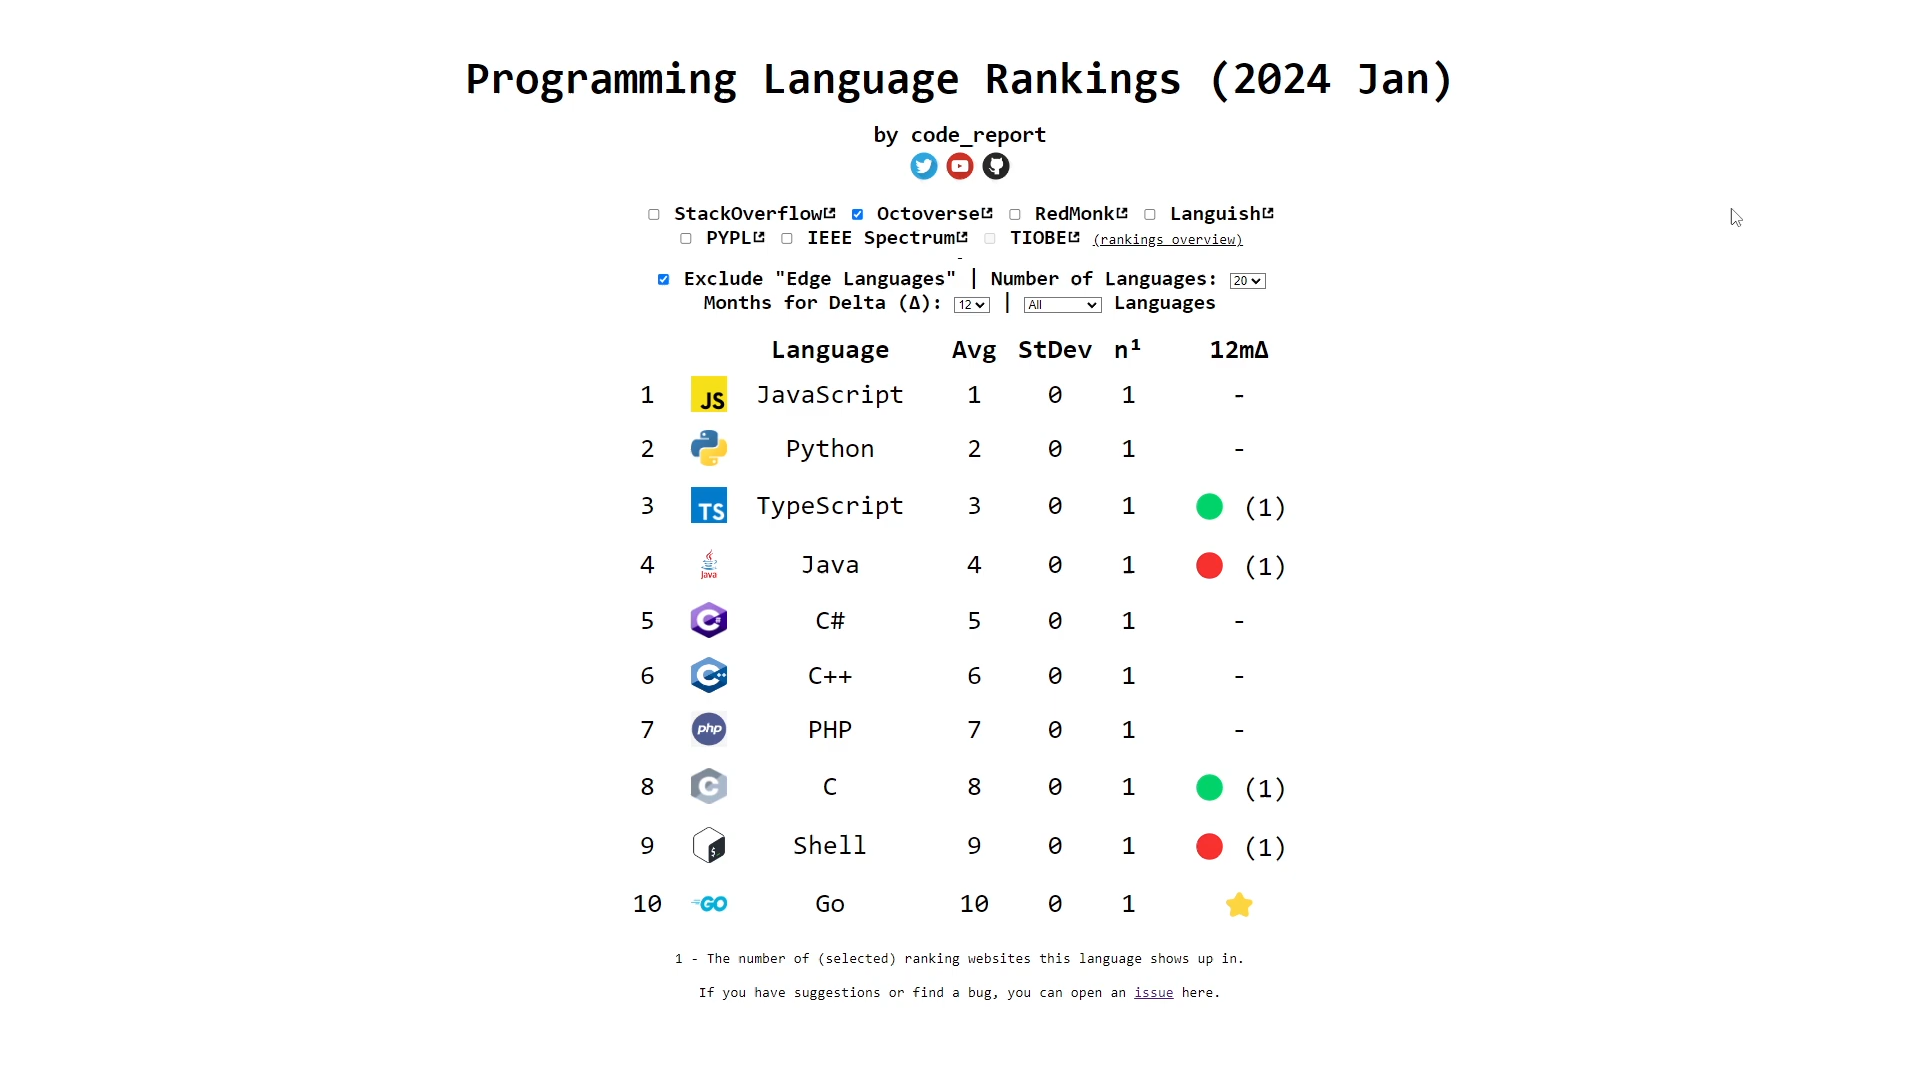 Programming Language Rankings (2024 Jan)
by code_report
StackOverflow Octoverse RedMonk Languish
PYPL IEEE Spectrum TIOBE (rankings overview)
-
Exclude "Edge Languages" | Number of Languages: 20
Months for Delta (Δ): 12 | All Languages
Language Avg StDev n¹ 12mΔ
1 JS JavaScript 1 0 1 -
2 Python 2 0 1 -
3 TS TypeScript 3 0 1 (1)
4 Java Java 4 0 1 (1)
5 C# C# 5 0 1 -
6 C++ C++ 6 0 1 -
7 php PHP 7 0 1 -
8 C C 8 0 1 (1)
9 $ Shell 9 0 1 (1)
10 GO Go 10 0 1
1 - The number of (selected) ranking websites this language shows up in.
If you have suggestions or find a bug, you can open an issue here.